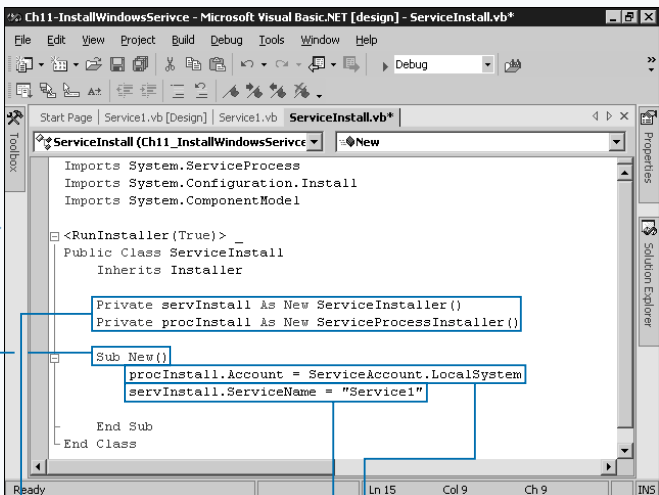 Ch11-InstallWindowsSerivce - Microsoft Visual Basic.NET [design] - ServiceInstall.vb*
File Edit View Project Build Debug Tools Window Help
Debug
Start Page Service1.vb [Design] Service1.vb ServiceInstall.vb*
ServiceInstall (Ch11_InstallWindowsSerivce New
Toolbox
Properties
Solution Explorer
Imports System.ServiceProcess
Imports System.Configuration.Install
Imports System.ComponentModel
<RunInstaller(True)> _
Public Class ServiceInstall
Inherits Installer
Private servInstall As New ServiceInstaller()
Private procInstall As New ServiceProcessInstaller()
Sub New()
procInstall.Account = ServiceAccount.LocalSystem
servInstall.ServiceName = "Service1"
End Sub
End Class
Ready Ln 15 Col 9 Ch 9 INS